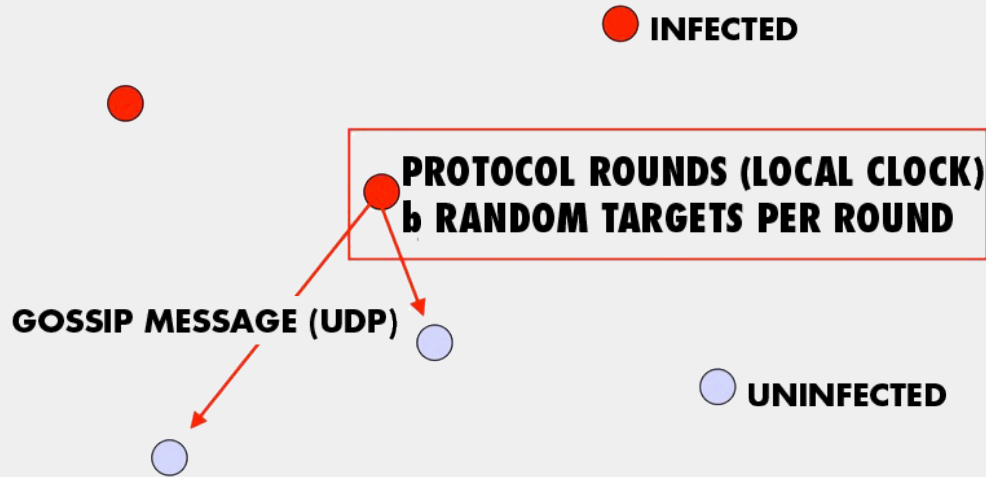 INFECTED
PROTOCOL ROUNDS (LOCAL CLOCK)
b RANDOM TARGETS PER ROUND
GOSSIP MESSAGE (UDP)
UNINFECTED